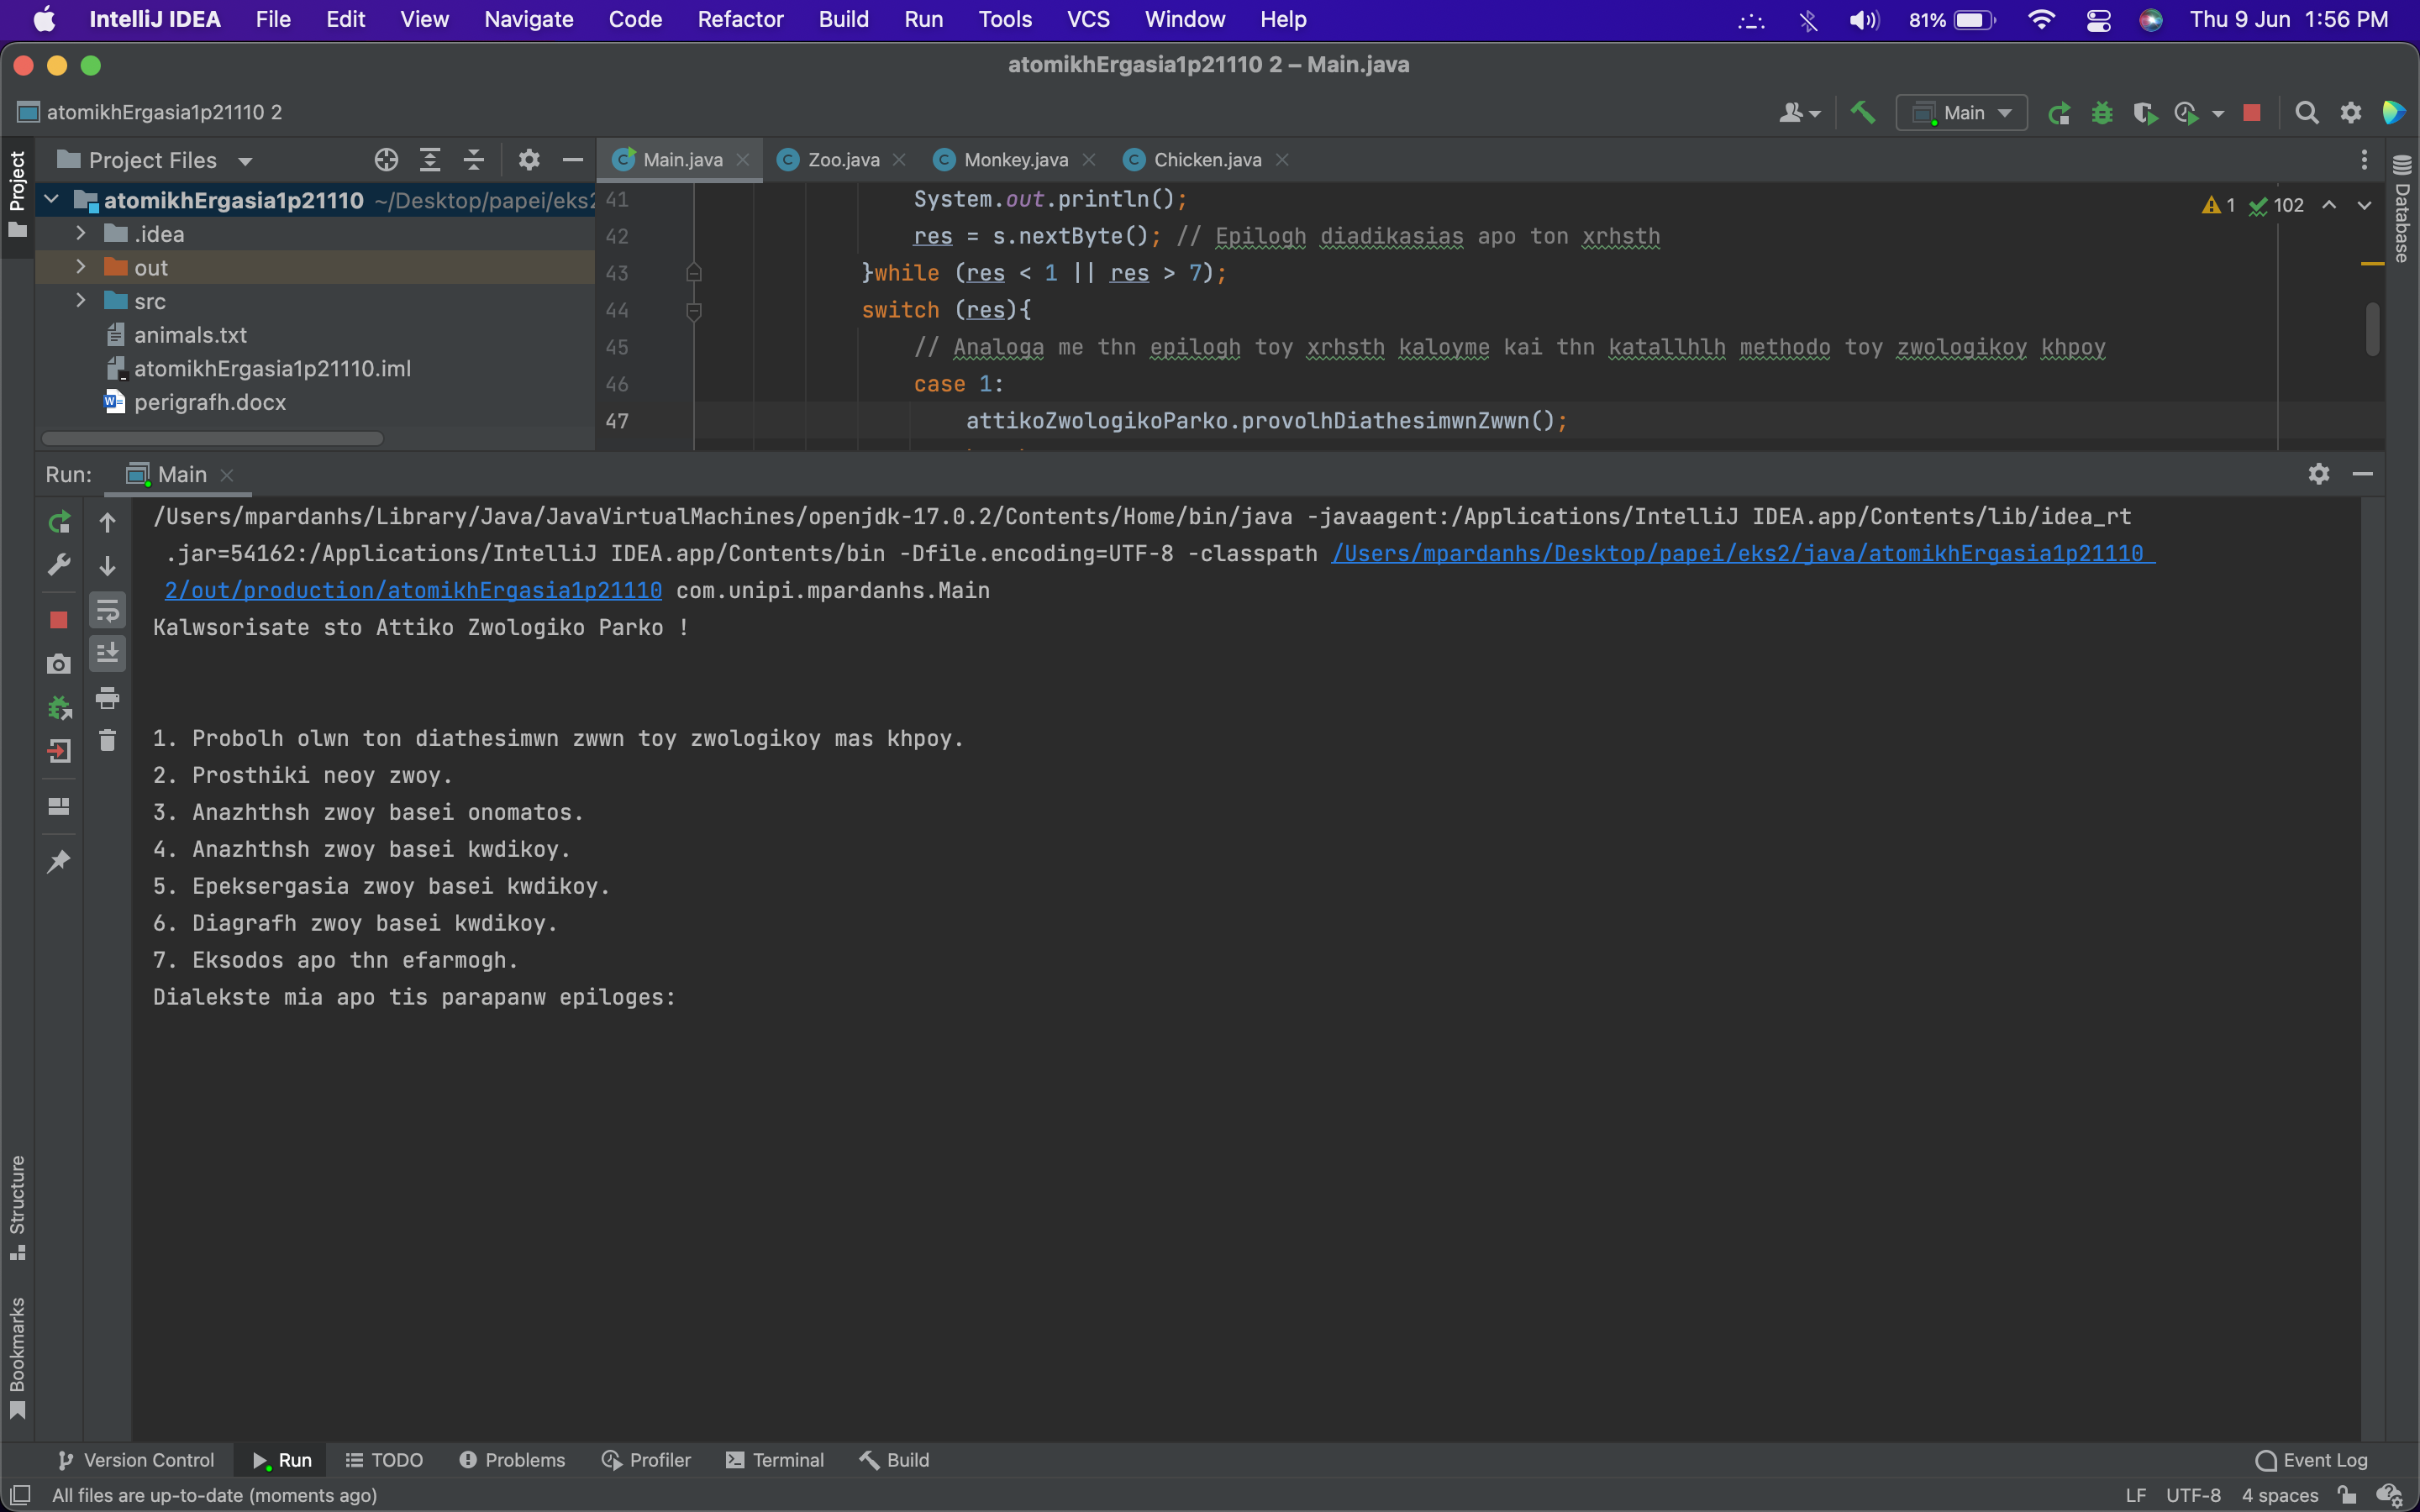 IntelliJ IDEA File Edit View Navigate Code Refactor Build Run Tools VCS Window Help 81% Thu 9 Jun 1:56 PM
atomikhErgasia1p21110 2 – Main.java
atomikhErgasia1p21110 2 Main
Project
Project Files
Main.java Zoo.java Monkey.java Chicken.java
Database
atomikhErgasia1p21110 ~/Desktop/papei/eks2
.idea
out
src
animals.txt
atomikhErgasia1p21110.iml
perigrafh.docx
1 102
41 System.out.println();
42 res = s.nextByte(); // Epilogh diadikasias apo ton xrhsth
43 }while (res < 1 || res > 7);
44 switch (res){
45 // Analoga me thn epilogh toy xrhsth kaloyme kai thn katallhlh methodo toy zwologikoy khpoy
46 case 1:
47 attikoZwologikoParko.provolhDiathesimwnZwwn();
Run: Main
/Users/mpardanhs/Library/Java/JavaVirtualMachines/openjdk-17.0.2/Contents/Home/bin/java -javaagent:/Applications/IntelliJ IDEA.app/Contents/lib/idea_rt
.jar=54162:/Applications/IntelliJ IDEA.app/Contents/bin -Dfile.encoding=UTF-8 -classpath /Users/mpardanhs/Desktop/papei/eks2/java/atomikhErgasia1p21110
2/out/production/atomikhErgasia1p21110 com.unipi.mpardanhs.Main
Kalwsorisate sto Attiko Zwologiko Parko !
1. Probolh olwn ton diathesimwn zwwn toy zwologikoy mas khpoy.
2. Prosthiki neoy zwoy.
3. Anazhthsh zwoy basei onomatos.
4. Anazhthsh zwoy basei kwdikoy.
5. Epeksergasia zwoy basei kwdikoy.
6. Diagrafh zwoy basei kwdikoy.
7. Eksodos apo thn efarmogh.
Dialekste mia apo tis parapanw epiloges:
Structure
Bookmarks
Version Control Run TODO Problems Profiler Terminal Build Event Log
All files are up-to-date (moments ago) LF UTF-8 4 spaces